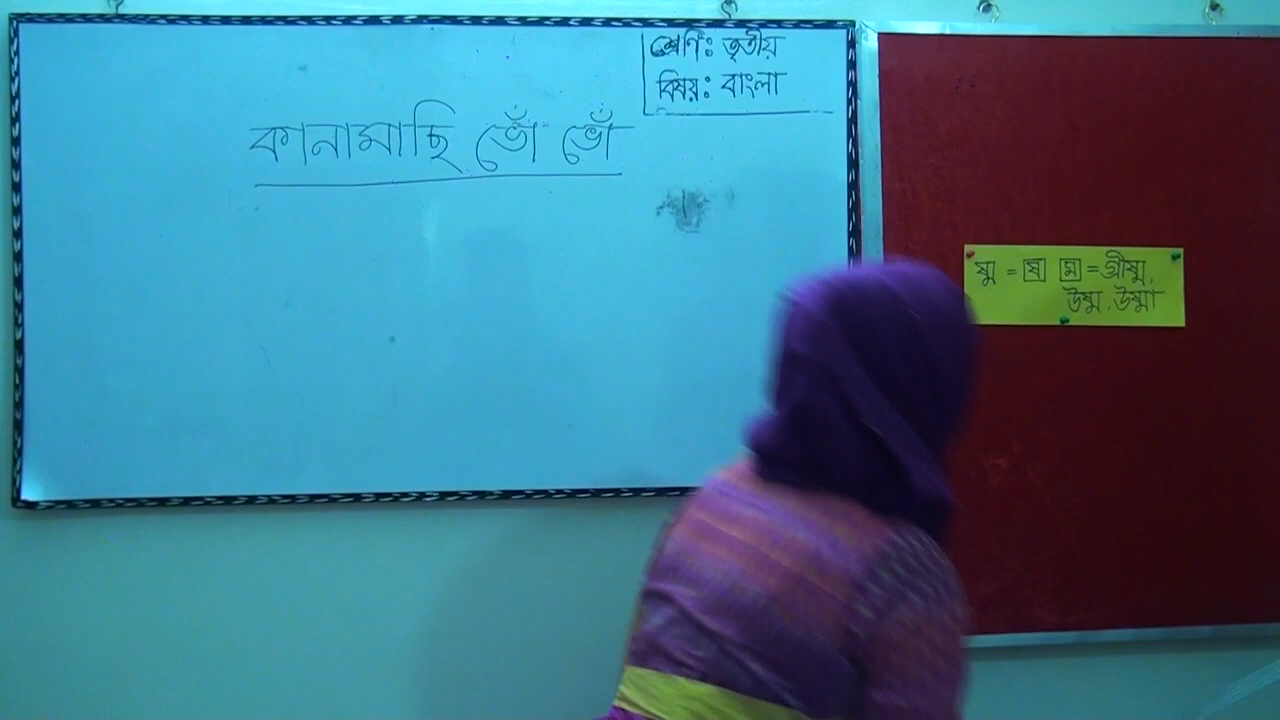 শ্রেণিঃ তৃতীয়
বিষয়ঃ বাংলা
কানামাছি ভোঁ ভোঁ
ষ্ম = ষ ম = গ্রীষ্ম,
উষ্ম, উষ্মা